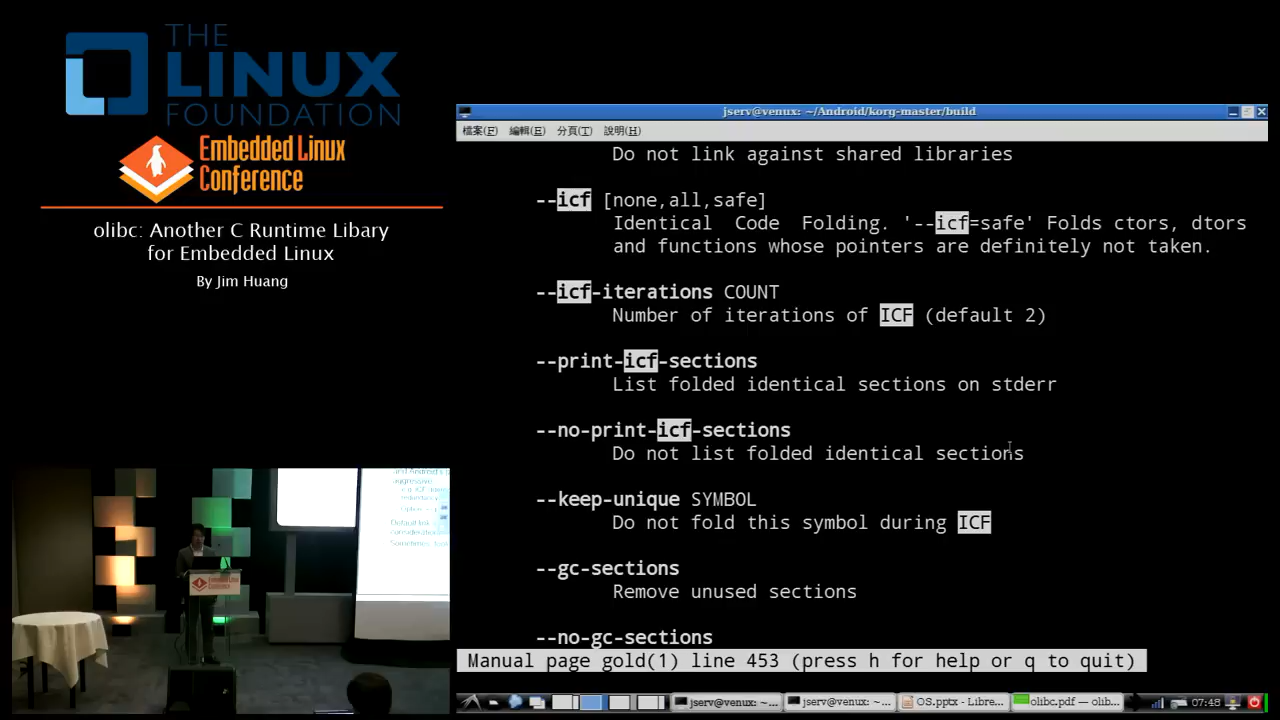 THE
LINUX
FOUNDATION
Embedded Linux
Conference
olibc: Another C Runtime Libary
for Embedded Linux
By Jim Huang
jserv@venux: ~/Android/korg-master/build
檔案(F) 編輯(E) 分頁(T) 說明(H)
Do not link against shared libraries
--icf [none,all,safe]
Identical Code Folding. '--icf=safe' Folds ctors, dtors
and functions whose pointers are definitely not taken.
--icf-iterations COUNT
Number of iterations of ICF (default 2)
--print-icf-sections
List folded identical sections on stderr
--no-print-icf-sections
Do not list folded identical sections
--keep-unique SYMBOL
Do not fold this symbol during ICF
--gc-sections
Remove unused sections
--no-gc-sections
Manual page gold(1) line 453 (press h for help or q to quit)
jserv@venux: ~... jserv@venux: ~... OS.pptx - Libre... olibc.pdf — olib... 07:48
aggressive
Embedded Linux
Conference